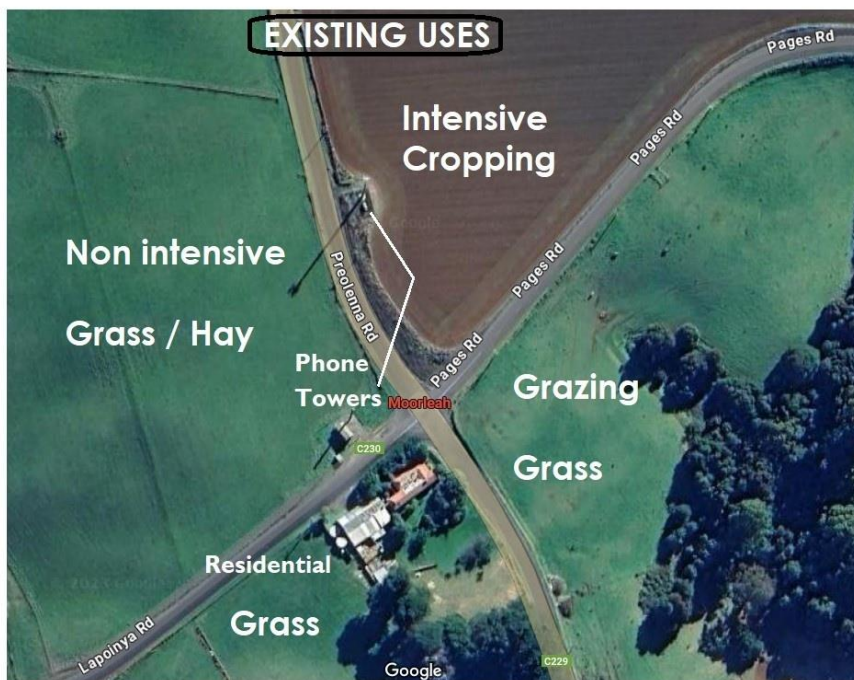 EXISTING USES
Pages Rd
Intensive
Cropping
Pages Rd
Google
Non intensive
Preolenna Rd
Pages Rd
Grass / Hay
Phone
Towers
Pages Rd
Moorleah
Grazing
C230
Grass
Residential
Grass
Lapoinya Rd
Google
C229